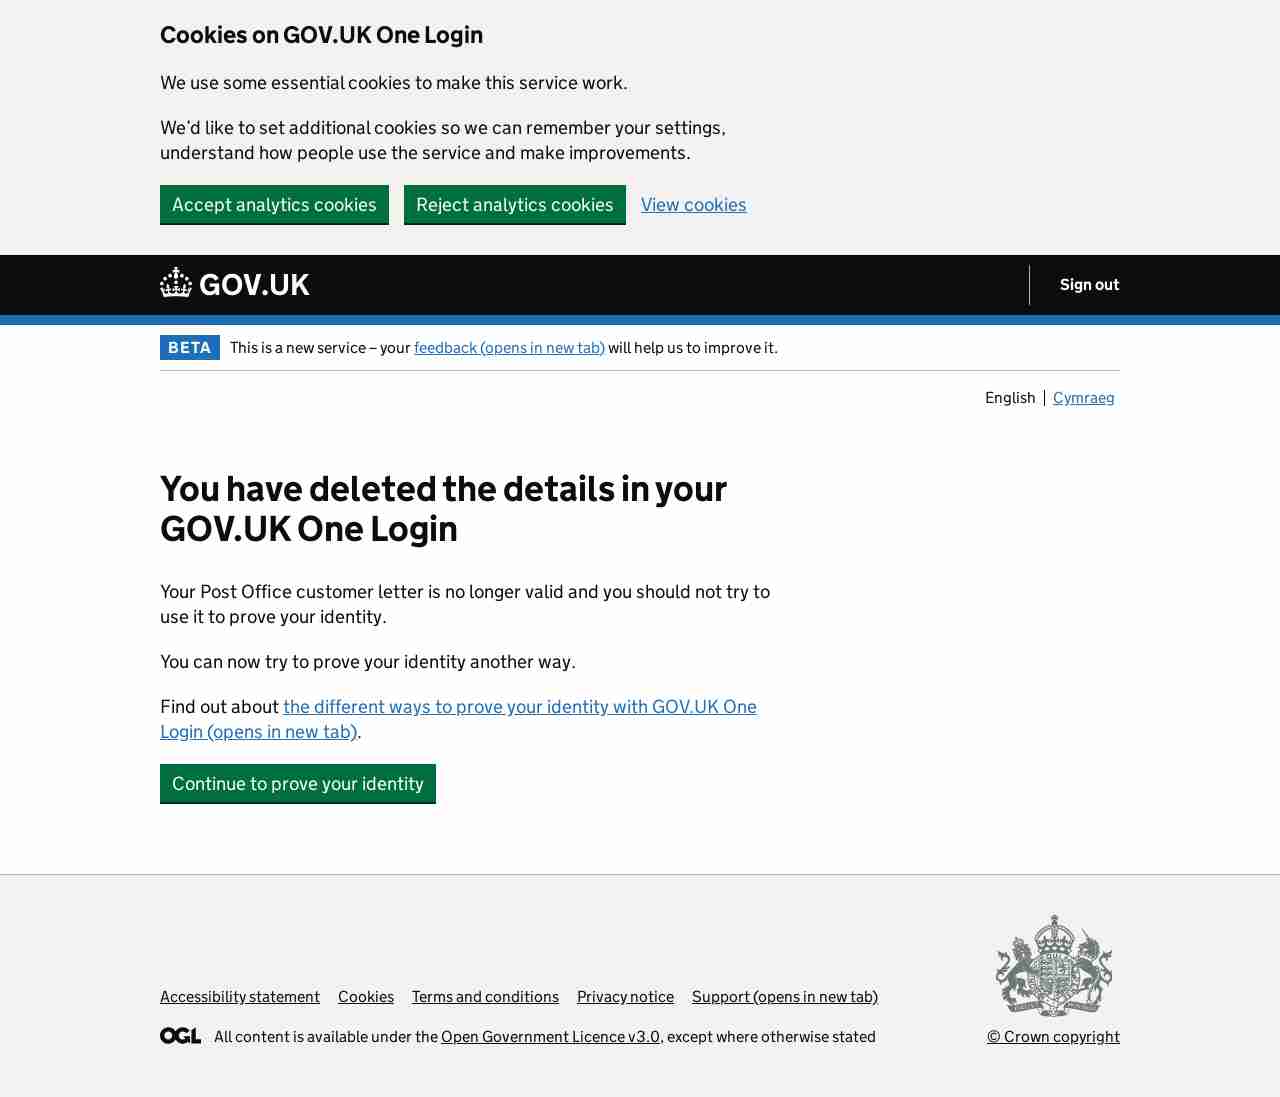 Cookies on GOV.UK One Login
We use some essential cookies to make this service work.
We’d like to set additional cookies so we can remember your settings,
understand how people use the service and make improvements.
Accept analytics cookies Reject analytics cookies View cookies
GOV.UK Sign out
BETA This is a new service – your feedback (opens in new tab) will help us to improve it.
English Cymraeg
You have deleted the details in your
GOV.UK One Login
Your Post Office customer letter is no longer valid and you should not try to
use it to prove your identity.
You can now try to prove your identity another way.
Find out about the different ways to prove your identity with GOV.UK One
Login (opens in new tab).
Continue to prove your identity
Accessibility statement Cookies Terms and conditions Privacy notice Support (opens in new tab)
OGL All content is available under the Open Government Licence v3.0, except where otherwise stated
© Crown copyright